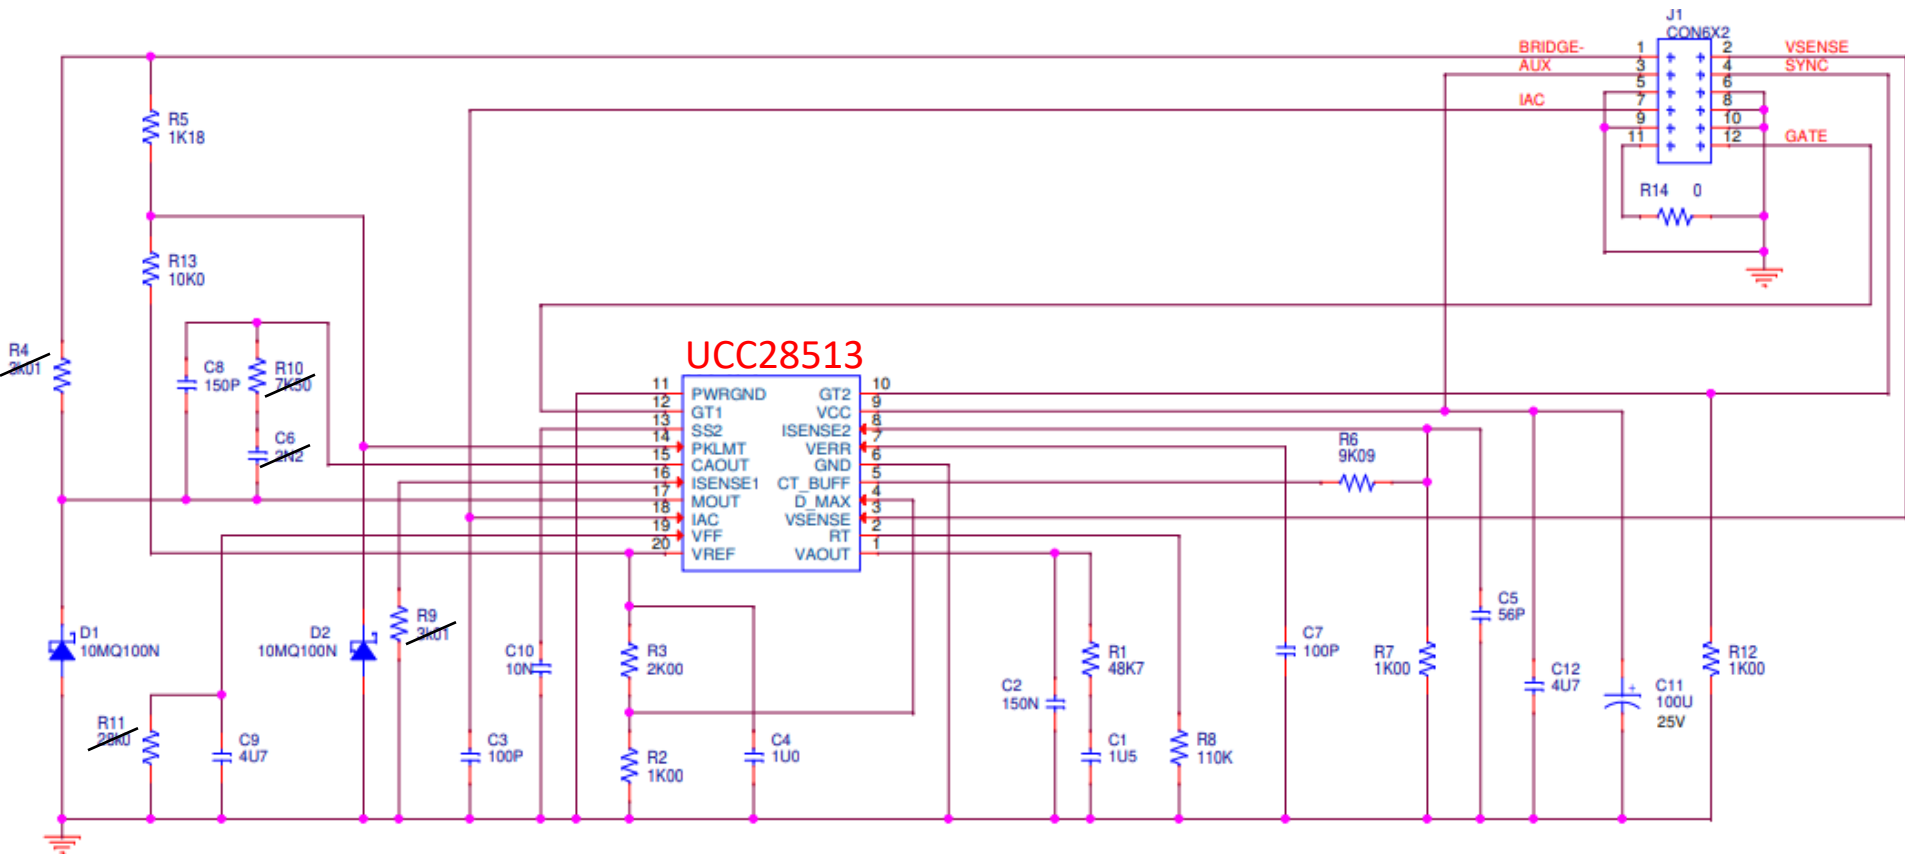 J1
CON6X2
BRIDGE-
1
2
VSENSE
AUX
3
4
SYNC
5
6
IAC
7
8
9
10
11
12
GATE
R14 0
R5
1K18
R13
10K0
R4
3k01
C8
150P
R10
7K50
C6
2N2
UCC28513
11 PWRGND
12 GT1
13 SS2
14 PKLMT
15 CAOUT
16 ISENSE1
17 MOUT
18 IAC
19 VFF
20 VREF
GT2 10
VCC 9
ISENSE2 8
VERR 7
GND 6
CT_BUFF 5
D_MAX 4
VSENSE 3
RT 2
VAOUT 1
R6
9K09
D1
10MQ100N
D2
10MQ100N
R9
3k01
R11
28k0
C9
4U7
C3
100P
C10
10N
R3
2K00
R2
1K00
C4
1U0
C2
150N
R1
48K7
C1
1U5
R8
110K
C7
100P
R7
1K00
C5
56P
C12
4U7
C11
100U
25V
R12
1K00
+